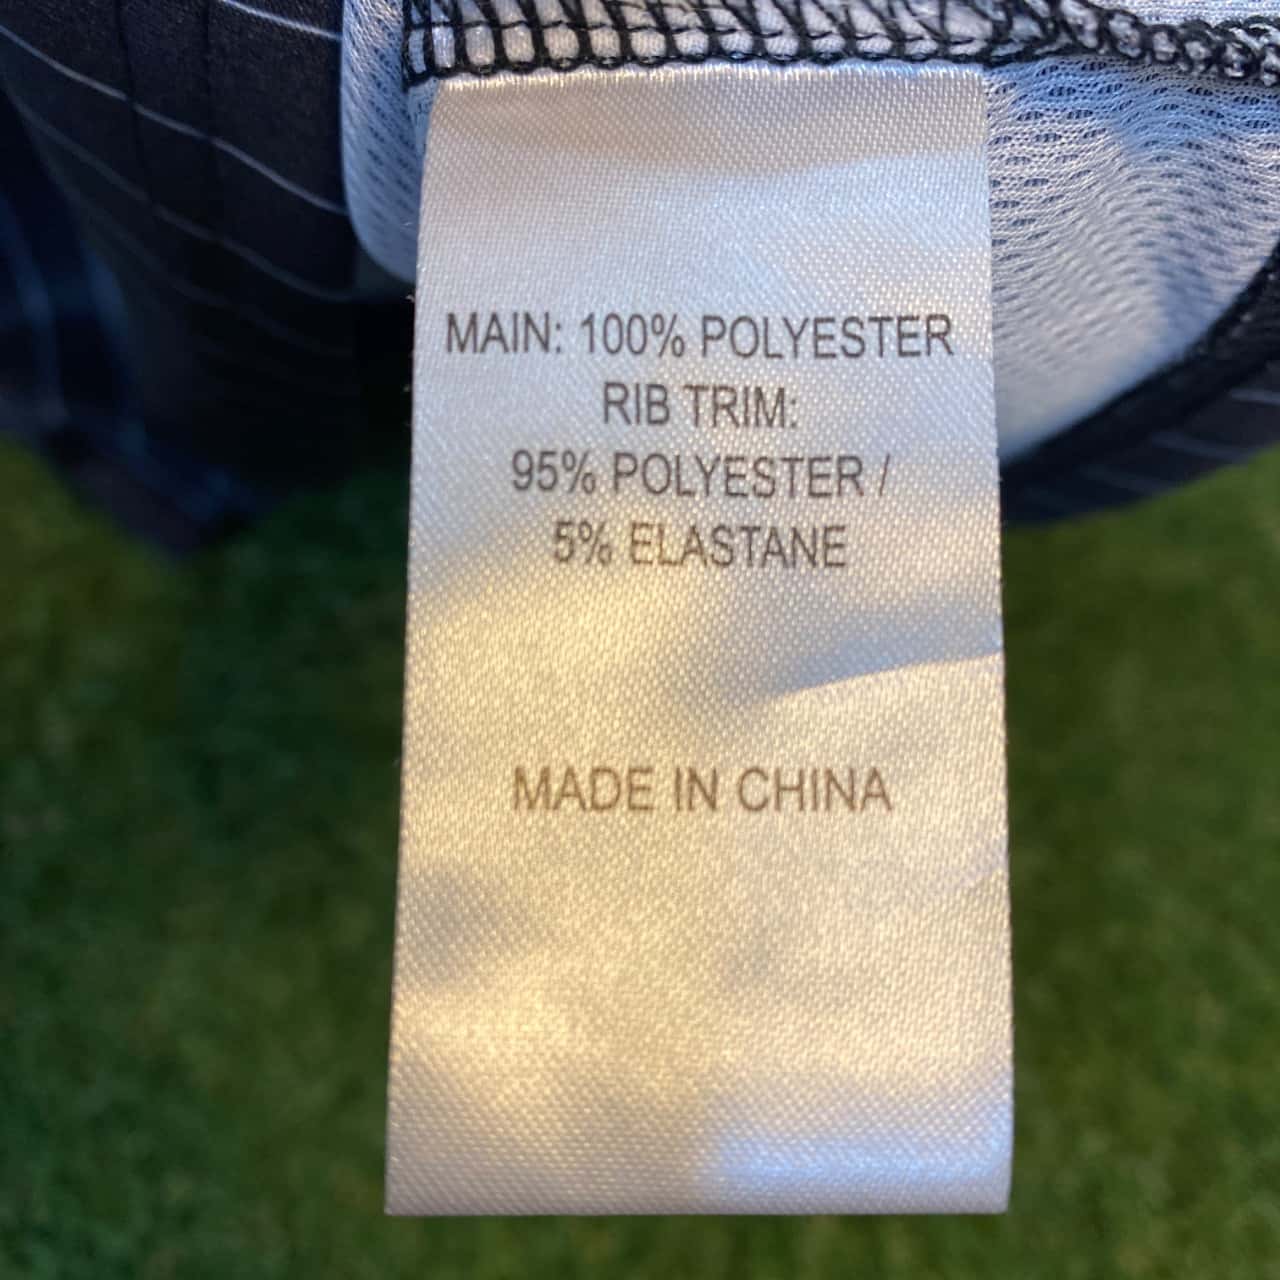 MAIN: 100% POLYESTER
RIB TRIM:
95% POLYESTER /
5% ELASTANE
MADE IN CHINA